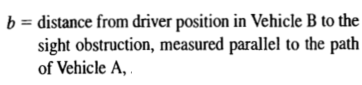 b = distance from driver position in Vehicle B to the
sight obstruction, measured parallel to the path
of Vehicle A, .